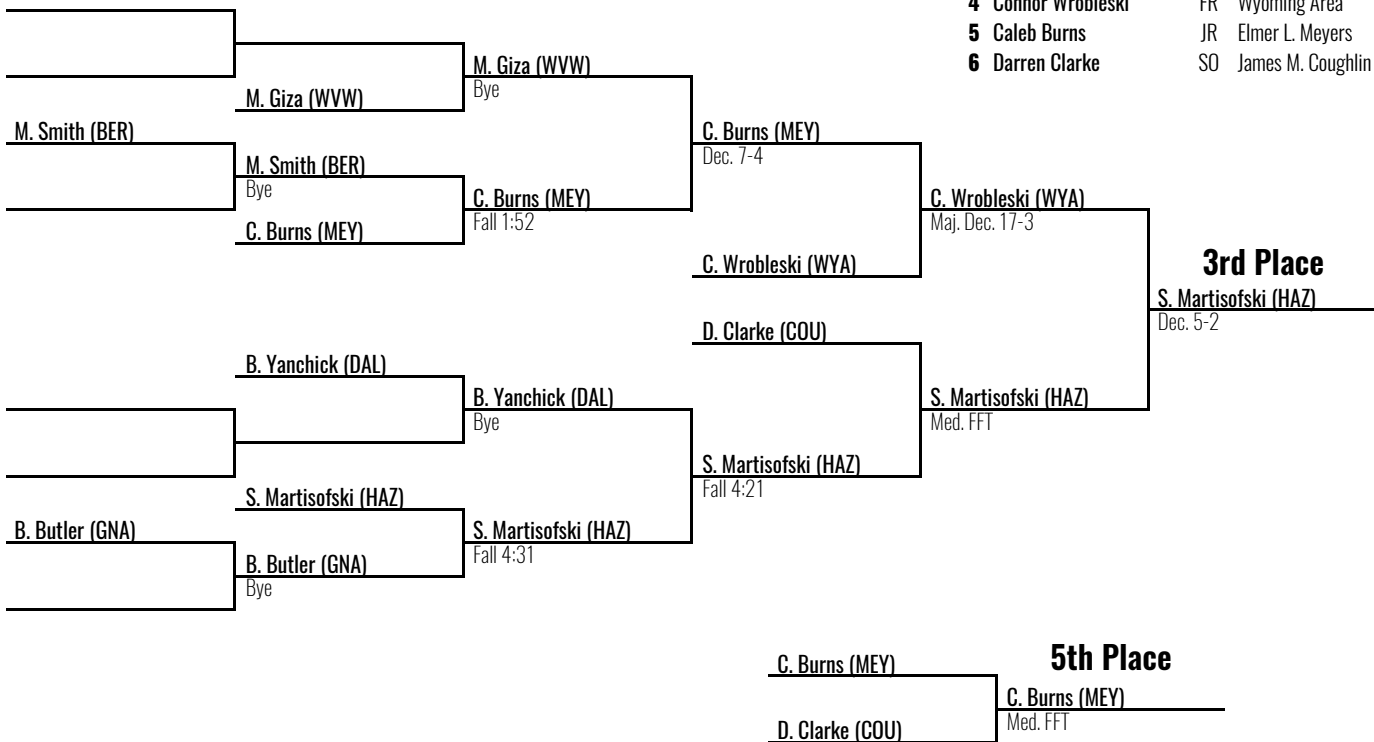 4 Connor Wrobleski FR Wyoming Area
5 Caleb Burns JR Elmer L. Meyers
6 Darren Clarke SO James M. Coughlin
M. Giza (WVW)
Bye
M. Giza (WVW)
M. Smith (BER)
C. Burns (MEY)
Dec. 7-4
M. Smith (BER)
Bye
C. Burns (MEY)
Fall 1:52
C. Wrobleski (WYA)
Maj. Dec. 17-3
C. Burns (MEY)
C. Wrobleski (WYA)
3rd Place
S. Martisofski (HAZ)
Dec. 5-2
D. Clarke (COU)
B. Yanchick (DAL)
B. Yanchick (DAL)
Bye
S. Martisofski (HAZ)
Med. FFT
S. Martisofski (HAZ)
Fall 4:21
S. Martisofski (HAZ)
B. Butler (GNA)
S. Martisofski (HAZ)
Fall 4:31
B. Butler (GNA)
Bye
C. Burns (MEY)
5th Place
C. Burns (MEY)
Med. FFT
D. Clarke (COU)